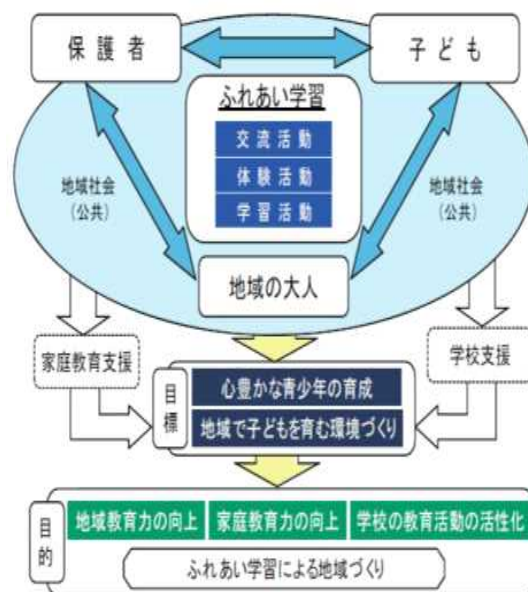 保護者
子ども
ふれあい学習
交流活動
体験活動
学習活動
地域社会
(公共)
地域社会
(公共)
地域の大人
家庭教育支援
学校支援
目標
心豊かな青少年の育成
地域で子どもを育む環境づくり
目的
地域教育力の向上
家庭教育力の向上
学校の教育活動の活性化
ふれあい学習による地域づくり